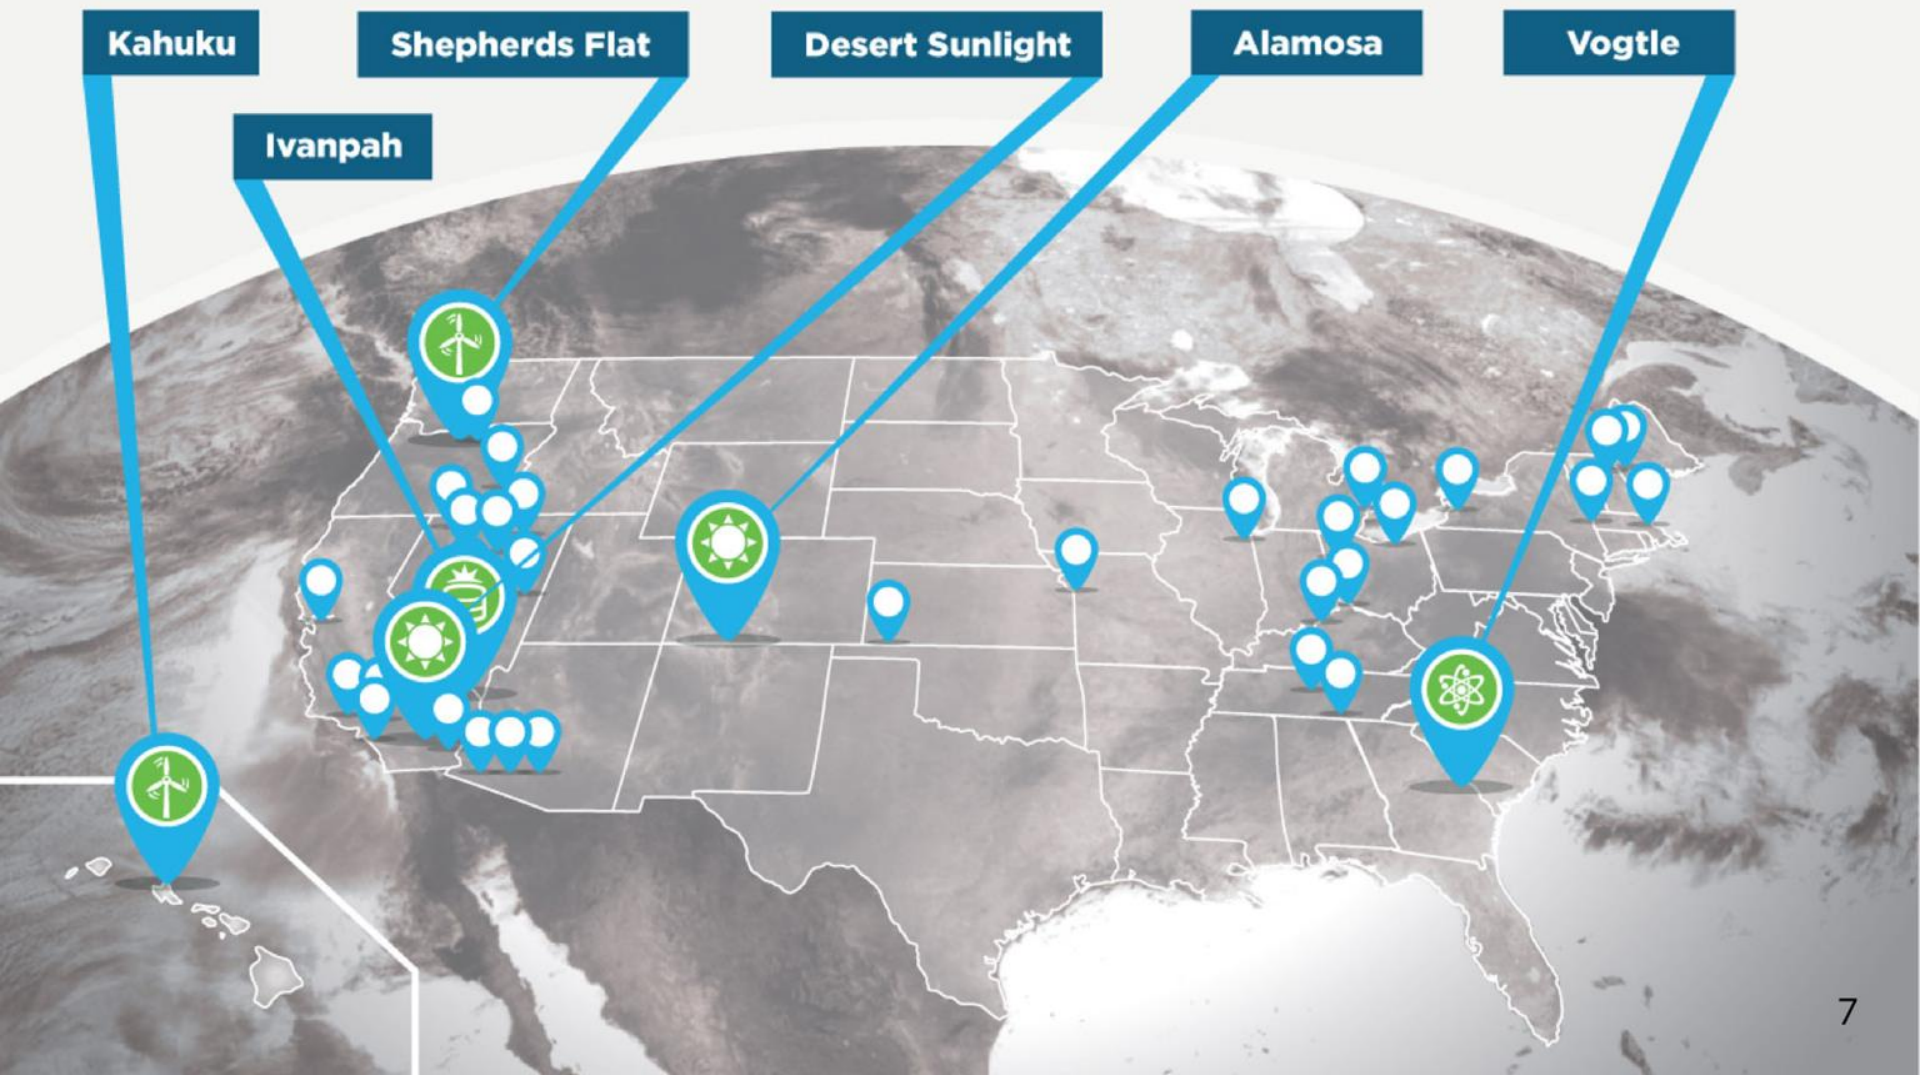 Kahuku
Shepherds Flat
Desert Sunlight
Alamosa
Vogtle
Ivanpah
7